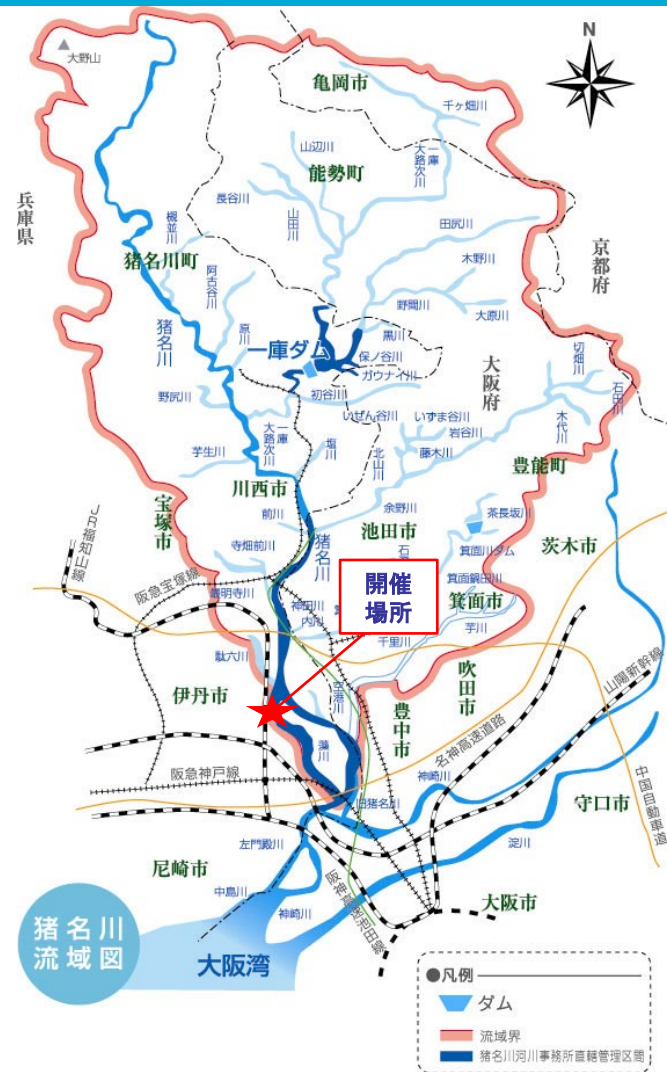 大野山
N
亀岡市
千ヶ畑川
山辺川
一庫
大路次川
能勢町
兵庫県
長谷川
山田川
田尻川
槻並川
木野川
京都府
猪名川町
阿古谷川
野間川
大原川
猪名川
原川
黒川
切畑川
一庫ダム
保ノ谷川
大阪府
ガウナイ川
石田川
野尻川
初谷川
いぜん谷川
いずま谷川
木代川
一庫
大路次川
塩川
岩谷川
芋生川
北山川
藤木川
豊能町
川西市
宝塚市
前川
余野川
茶長坂川
池田市
茨木市
JR福知山線
寺畑前川
猪名川
箕面川ダム
阪急宝塚線
開催
場所
箕面鍋田川
最明寺川
神田川
箕面市
内川
芋川
千里川
駄六川
吹田市
山陽新幹線
伊丹市
空港川
豊中市
名神高速道路
藻川
阪急神戸線
神崎川
中国自動車道
旧猪名川
守口市
左門殿川
淀川
尼崎市
阪神高速池田線
中島川
大阪市
神崎川
猪名川
流域図
大阪湾
●凡例
ダム
流域界
猪名川河川事務所直轄管理区間